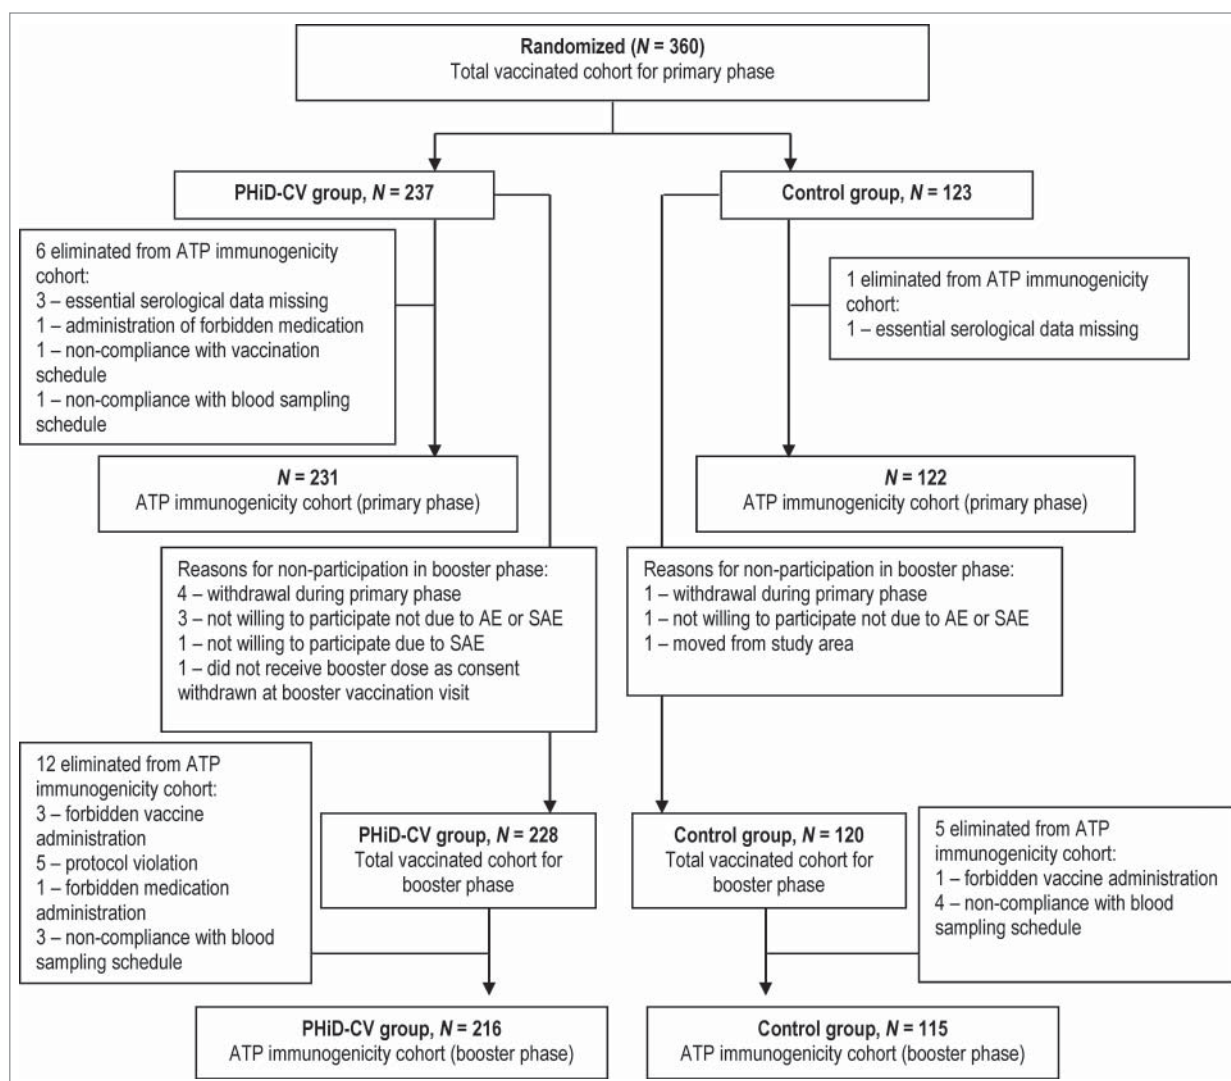 Randomized (N = 360)
Total vaccinated cohort for primary phase
PHiD-CV group, N = 237
Control group, N = 123
6 eliminated from ATP immunogenicity
cohort:
3 – essential serological data missing
1 – administration of forbidden medication
1 – non-compliance with vaccination
schedule
1 – non-compliance with blood sampling
schedule
1 eliminated from ATP immunogenicity
cohort:
1 – essential serological data missing
N = 231
ATP immunogenicity cohort (primary phase)
N = 122
ATP immunogenicity cohort (primary phase)
Reasons for non-participation in booster phase:
4 – withdrawal during primary phase
3 – not willing to participate not due to AE or SAE
1 – not willing to participate due to SAE
1 – did not receive booster dose as consent
withdrawn at booster vaccination visit
Reasons for non-participation in booster phase:
1 – withdrawal during primary phase
1 – not willing to participate not due to AE or SAE
1 – moved from study area
12 eliminated from ATP
immunogenicity cohort:
3 – forbidden vaccine
administration
5 – protocol violation
1 – forbidden medication
administration
3 – non-compliance with blood
sampling schedule
PHiD-CV group, N = 228
Total vaccinated cohort for
booster phase
Control group, N = 120
Total vaccinated cohort for
booster phase
5 eliminated from ATP
immunogenicity cohort:
1 – forbidden vaccine administration
4 – non-compliance with blood
sampling schedule
PHiD-CV group, N = 216
ATP immunogenicity cohort (booster phase)
Control group, N = 115
ATP immunogenicity cohort (booster phase)